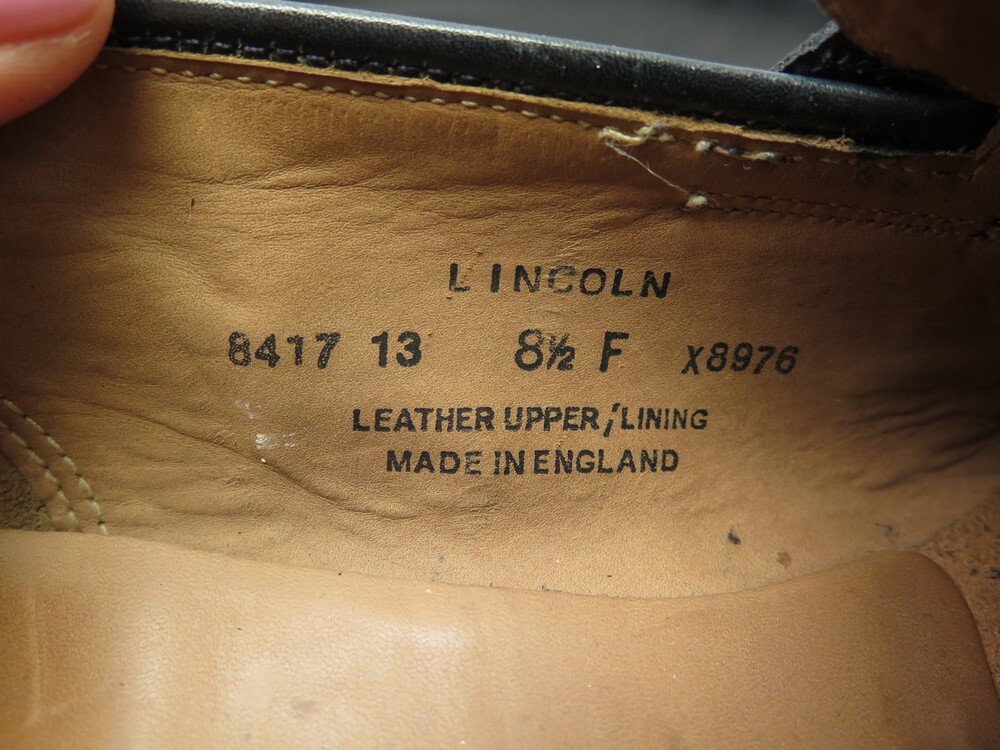 LINCOLN
8417 13 8½ F X8976
LEATHER UPPER/LINING
MADE IN ENGLAND